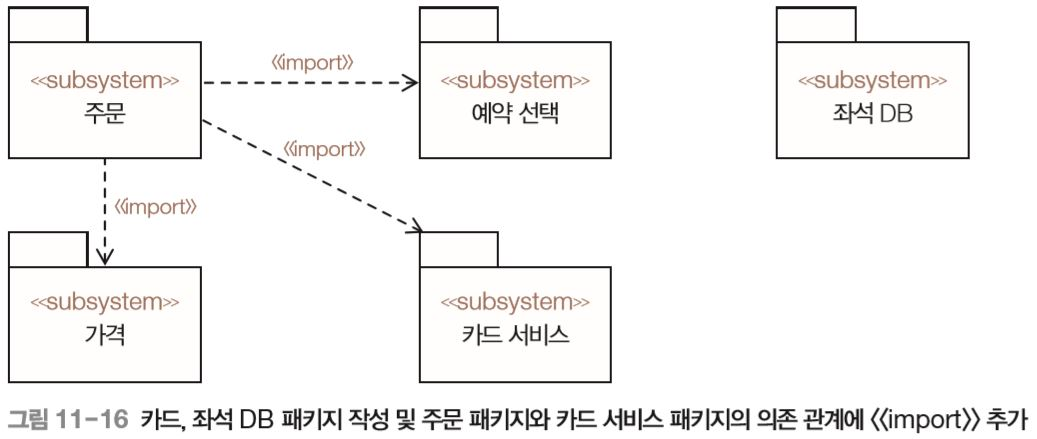 <<subsystem>>
주문
《import》
<<subsystem>>
예약 선택
<<subsystem>>
좌석 DB
《import》
《import》
<<subsystem>>
가격
<<subsystem>>
카드 서비스
그림 11-16 카드, 좌석 DB 패키지 작성 및 주문 패키지와 카드 서비스 패키지의 의존 관계에 《import》 추가